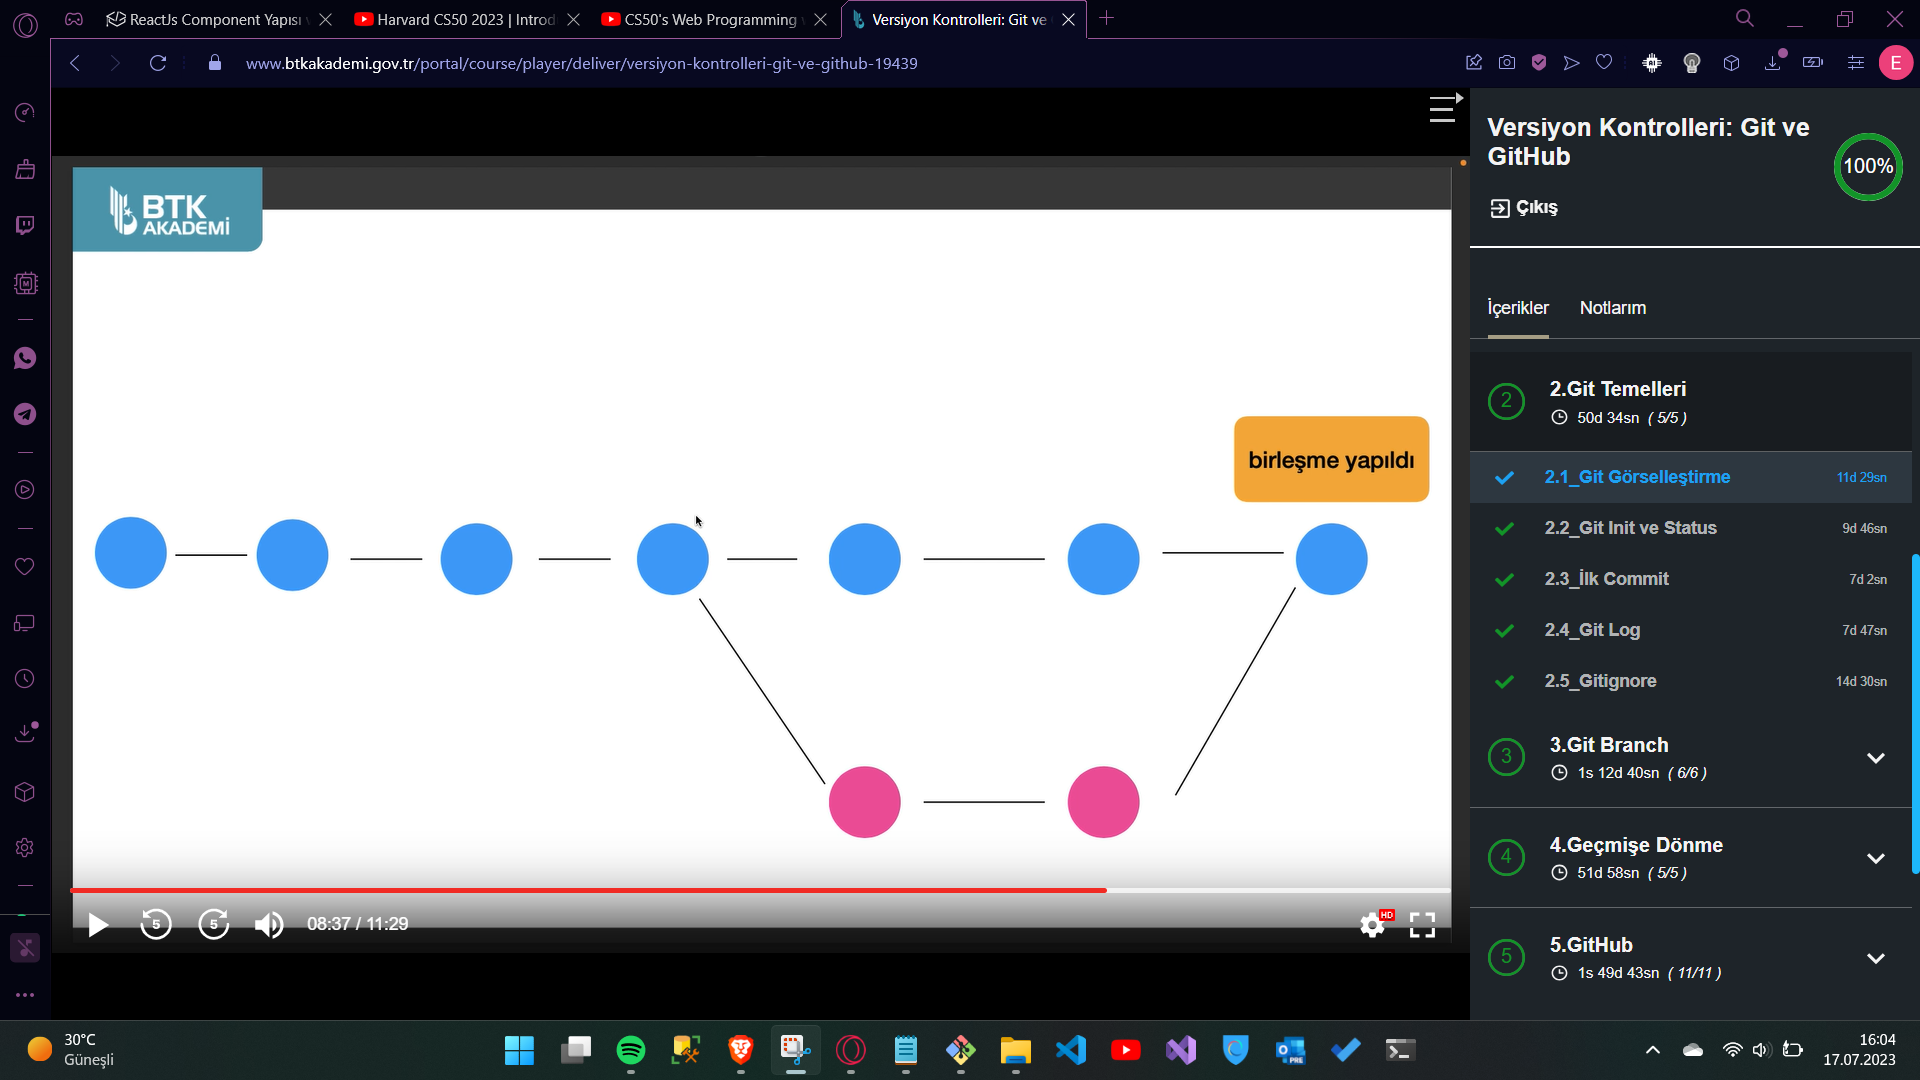 ReactJs Component Yapısı
Harvard CS50 2023 | Introd
CS50's Web Programming
Versiyon Kontrolleri: Git ve
www.btkakademi.gov.tr/portal/course/player/deliver/versiyon-kontrolleri-git-ve-github-19439
E
BTK
AKADEMİ
birleşme yapıldı
5
5
08:37 / 11:29
HD
Versiyon Kontrolleri: Git ve
GitHub
100%
Çıkış
İçerikler
Notlarım
2
2.Git Temelleri
50d 34sn ( 5/5 )
2.1_Git Görselleştirme
11d 29sn
2.2_Git Init ve Status
9d 46sn
2.3_İlk Commit
7d 2sn
2.4_Git Log
7d 47sn
2.5_Gitignore
14d 30sn
3
3.Git Branch
1s 12d 40sn ( 6/6 )
4
4.Geçmişe Dönme
51d 58sn ( 5/5 )
5
5.GitHub
1s 49d 43sn ( 11/11 )
30°C
Güneşli
PRE
16:04
17.07.2023